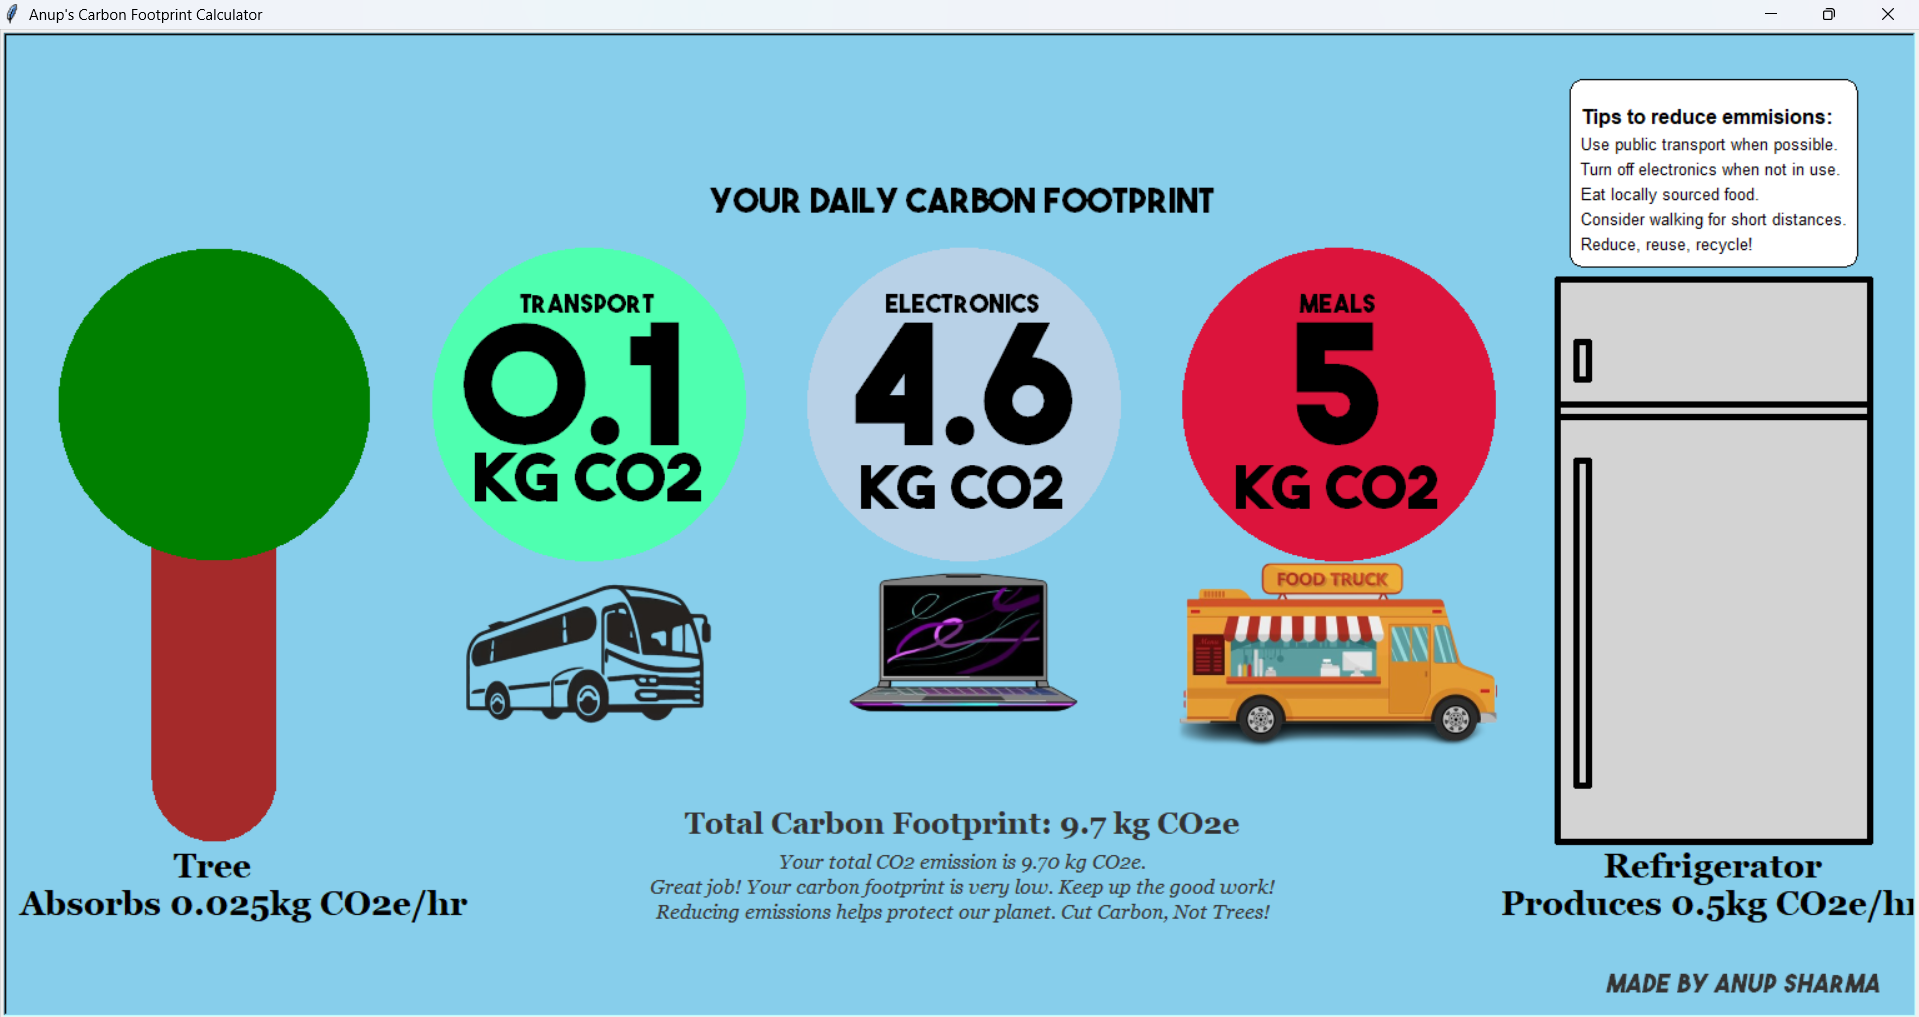 Anup's Carbon Footprint Calculator
Tips to reduce emmisions:
Use public transport when possible.
Turn off electronics when not in use.
Eat locally sourced food.
Consider walking for short distances.
Reduce, reuse, recycle!
YOUR DAILY CARBON FOOTPRINT
TRANSPORT
0.1
KG CO2
ELECTRONICS
4.6
KG CO2
MEALS
5
KG CO2
FOOD TRUCK
Total Carbon Footprint: 9.7 kg CO2e
Your total CO2 emission is 9.70 kg CO2e.
Great job! Your carbon footprint is very low. Keep up the good work!
Reducing emissions helps protect our planet. Cut Carbon, Not Trees!
Tree
Absorbs 0.025kg CO2e/hr
Refrigerator
Produces 0.5kg CO2e/hr
MADE BY ANUP SHARMA